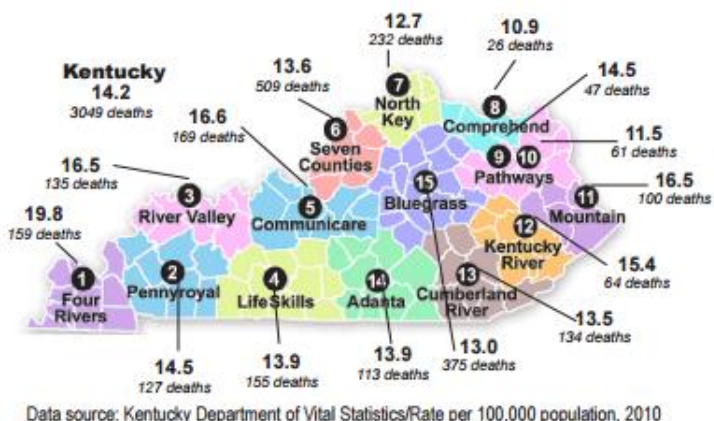 12.7
232 deaths
10.9
26 deaths
Kentucky
14.2
3049 deaths
13.6
509 deaths
7
North
Key
8
Comprehend
14.5
47 deaths
16.6
169 deaths
6
Seven
Counties
9 10
Pathways
11.5
61 deaths
16.5
135 deaths
3
River Valley
5
Communicare
15
Bluegrass
11
Mountain
16.5
100 deaths
19.8
159 deaths
12
Kentucky
River
15.4
64 deaths
1
Four
Rivers
2
Pennyroyal
4
LifeSkills
14
Adanta
13
Cumberland
River
13.5
134 deaths
14.5
127 deaths
13.9
155 deaths
13.9
113 deaths
13.0
375 deaths
Data source: Kentucky Department of Vital Statistics/Rate per 100,000 population, 2010